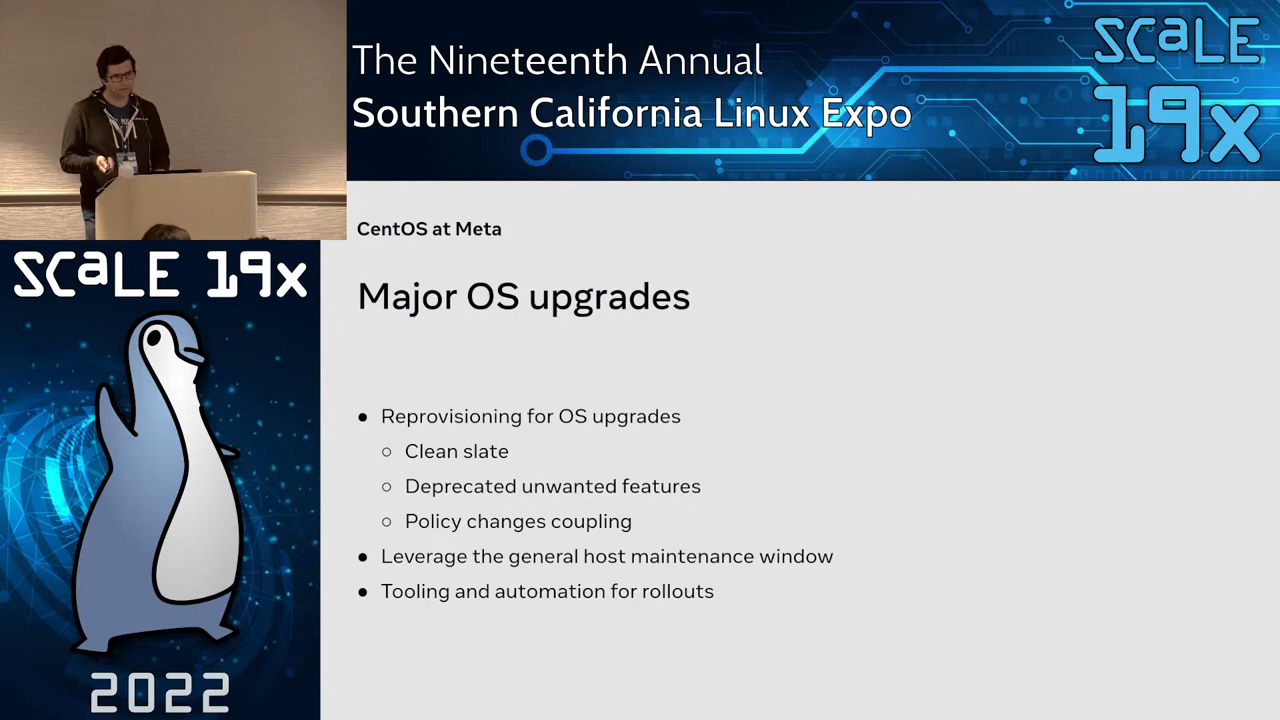 The Nineteenth Annual
Southern California Linux Expo
SCaLE
19x
CentOS at Meta
Major OS upgrades
● Reprovisioning for OS upgrades
○ Clean slate
○ Deprecated unwanted features
○ Policy changes coupling
● Leverage the general host maintenance window
● Tooling and automation for rollouts
SCaLE 19x
2022